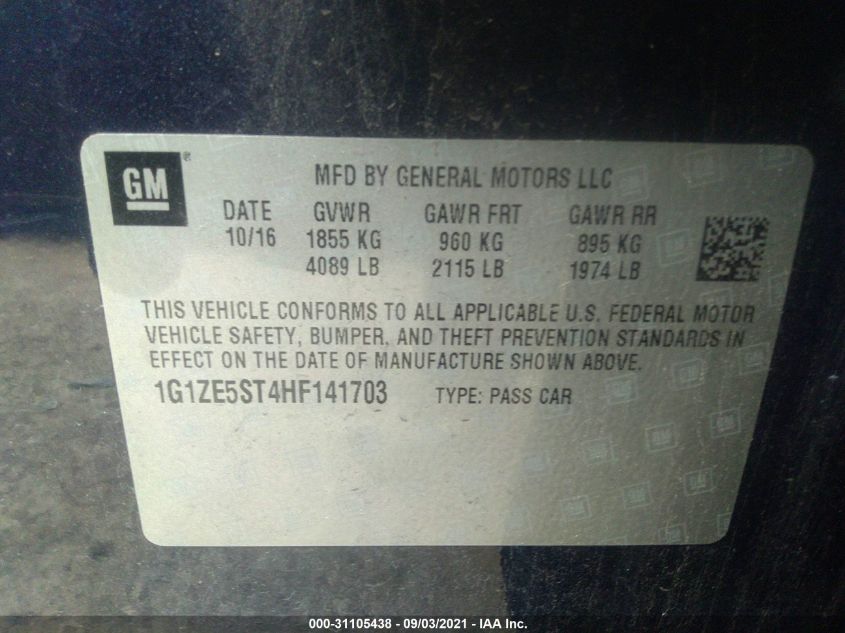 GM ®
MFD BY GENERAL MOTORS LLC
DATE GVWR GAWR FRT GAWR RR
10/16 1855 KG 960 KG 895 KG
4089 LB 2115 LB 1974 LB
THIS VEHICLE CONFORMS TO ALL APPLICABLE U.S. FEDERAL MOTOR
VEHICLE SAFETY, BUMPER, AND THEFT PREVENTION STANDARDS IN
EFFECT ON THE DATE OF MANUFACTURE SHOWN ABOVE.
1G1ZE5ST4HF141703 TYPE: PASS CAR
000-31105438 - 09/03/2021 - IAA Inc.